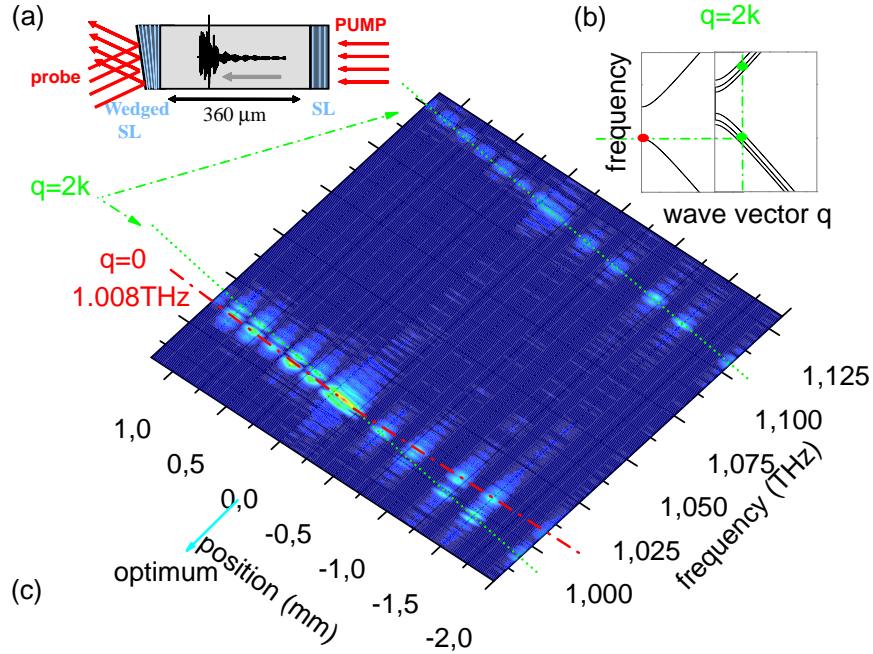 (a)
PUMP
probe
Wedged
SL
360 µm
SL
(b)
q=2k
frequency
wave vector q
q=2k
q=0
1.008THz
1,125
1,100
1,075
1,050
1,025
1,000
frequency (THz)
1,0
0,5
0,0
-0,5
-1,0
-1,5
-2,0
position (mm)
optimum
(c)